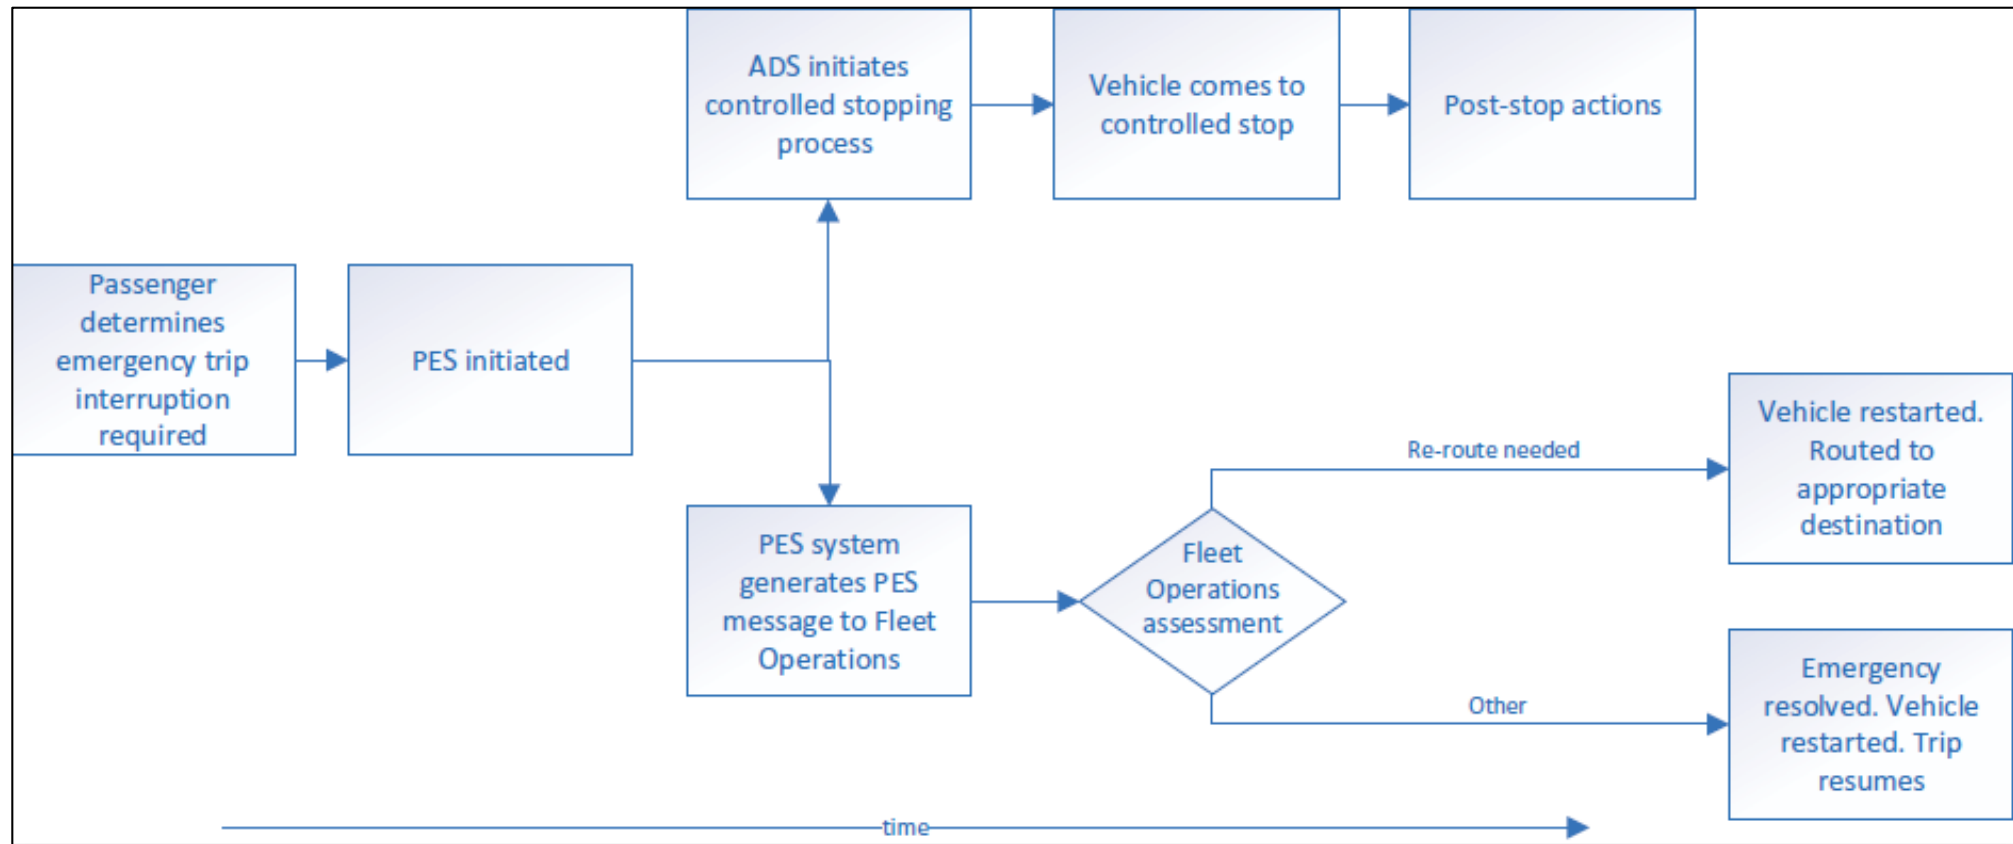 ADS initiates
controlled stopping
process
Vehicle comes to
controlled stop
Post-stop actions
Passenger
determines
emergency trip
interruption
required
PES initiated
PES system
generates PES
message to Fleet
Operations
Fleet
Operations
assessment
Re-route needed
Vehicle restarted.
Routed to
appropriate
destination
Other
Emergency
resolved. Vehicle
restarted. Trip
resumes
time